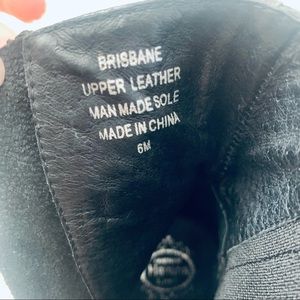 BRISBANE
UPPER LEATHER
MAN MADE SOLE
MADE IN CHINA
6M